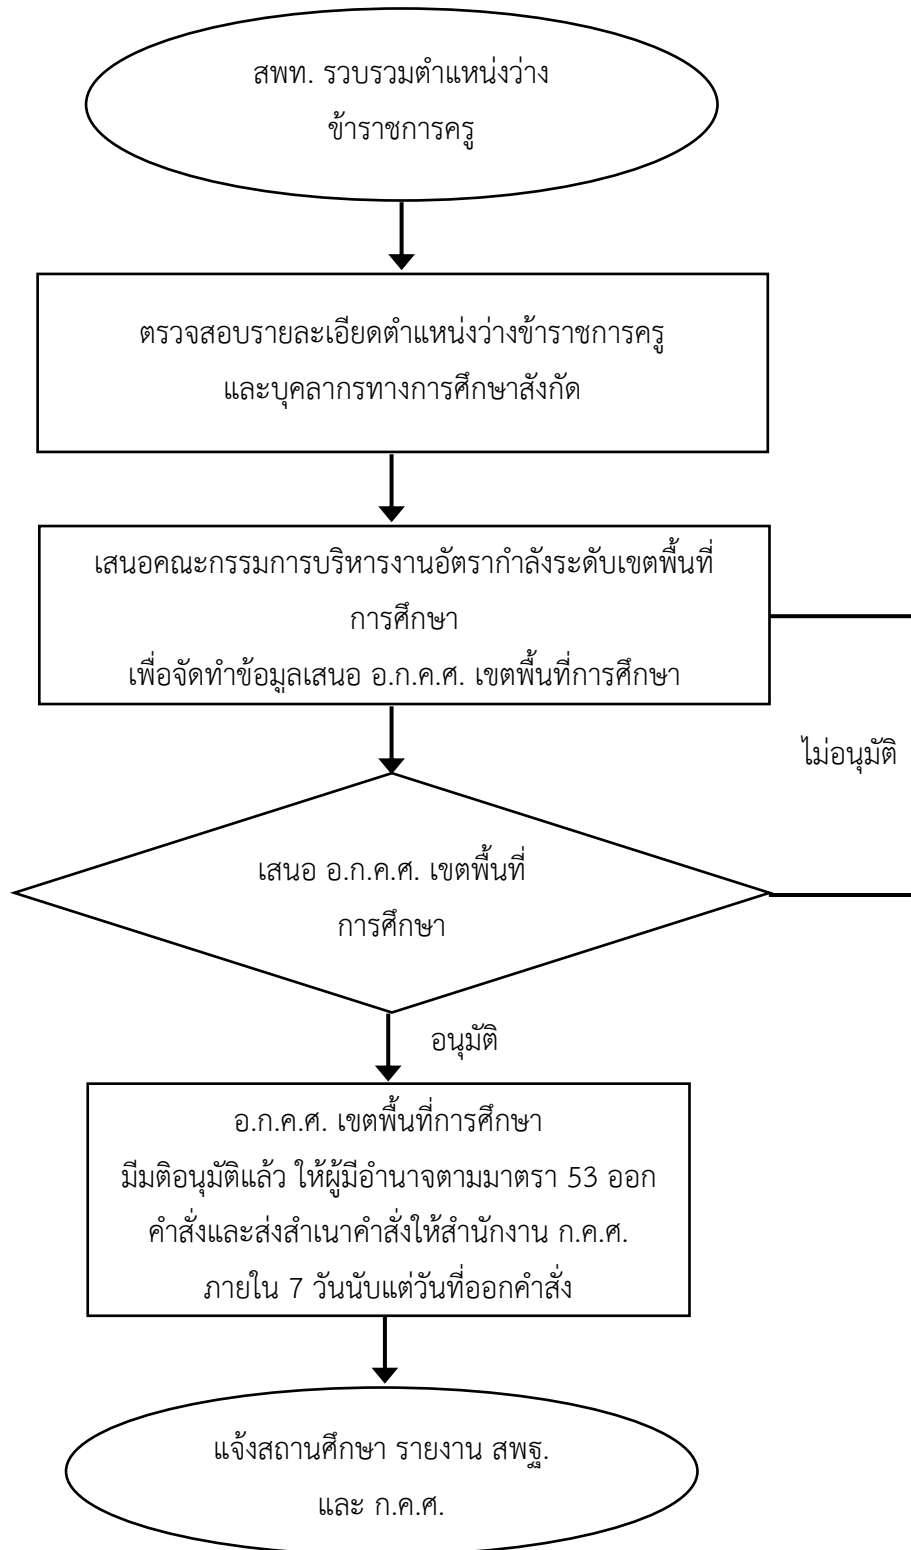 สพท. รวบรวมตำแหน่งว่าง
ข้าราชการครู
ตรวจสอบรายละเอียดตำแหน่งว่างข้าราชการครู
และบุคลากรทางการศึกษาสังกัด
เสนอคณะกรรมการบริหารงานอัตรากำลังระดับเขตพื้นที่
การศึกษา
เพื่อจัดทำข้อมูลเสนอ อ.ก.ค.ศ. เขตพื้นที่การศึกษา
ไม่อนุมัติ
เสนอ อ.ก.ค.ศ. เขตพื้นที่
การศึกษา
อนุมัติ
อ.ก.ค.ศ. เขตพื้นที่การศึกษา
มีมติอนุมัติแล้ว ให้ผู้มีอำนาจตามมาตรา 53 ออก
คำสั่งและส่งสำเนาคำสั่งให้สำนักงาน ก.ค.ศ.
ภายใน 7 วันนับแต่วันที่ออกคำสั่ง
แจ้งสถานศึกษา รายงาน สพฐ.
และ ก.ค.ศ.